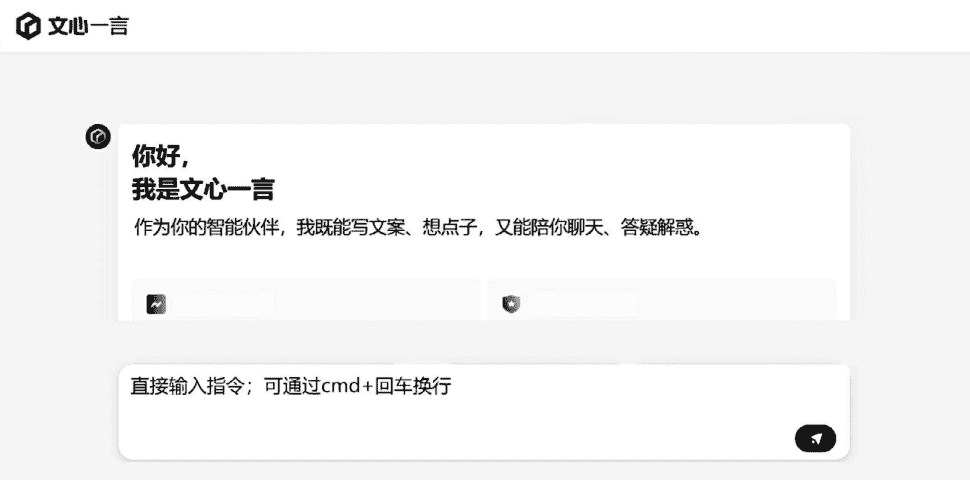 文心一言
你好，
我是文心一言
作为你的智能伙伴，我既能写文案、想点子，又能陪你聊天、答疑解惑。
直接输入指令；可通过cmd+回车换行